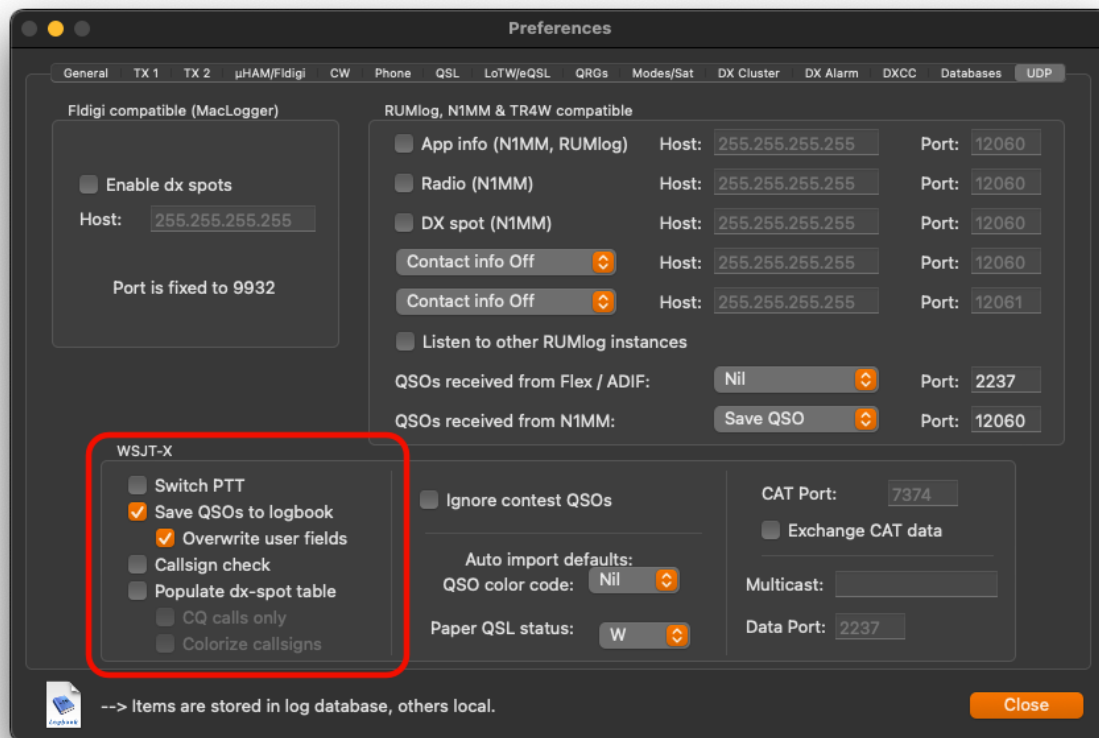 Preferences
General TX 1 TX 2 µHAM/Fldigi CW Phone QSL LoTW/eQSL QRGs Modes/Sat DX Cluster DX Alarm DXCC Databases UDP
Fldigi compatible (MacLogger)
Enable dx spots
Host: 255.255.255.255
Port is fixed to 9932
RUMlog, N1MM & TR4W compatible
App info (N1MM, RUMlog) Host: 255.255.255.255 Port: 12060
Radio (N1MM) Host: 255.255.255.255 Port: 12060
DX spot (N1MM) Host: 255.255.255.255 Port: 12060
Contact info Off Host: 255.255.255.255 Port: 12060
Contact info Off Host: 255.255.255.255 Port: 12061
Listen to other RUMlog instances
QSOs received from Flex / ADIF: Nil Port: 2237
QSOs received from N1MM: Save QSO Port: 12060
WSJT-X
Switch PTT
Save QSOs to logbook
Overwrite user fields
Callsign check
Populate dx-spot table
CQ calls only
Colorize callsigns
Ignore contest QSOs
Auto import defaults:
QSO color code: Nil
Paper QSL status: W
CAT Port: 7374
Exchange CAT data
Multicast:
Data Port: 2237
Logbook
--> Items are stored in log database, others local.
Close